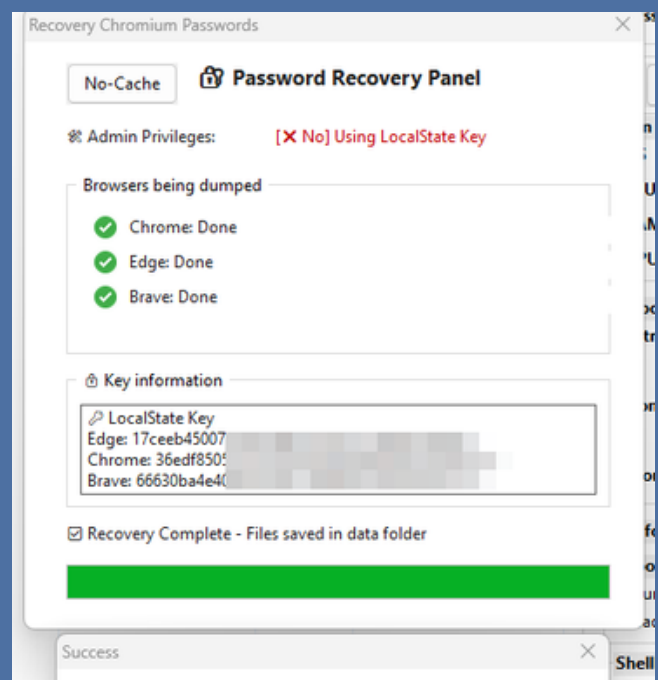 Recovery Chromium Passwords
No-Cache
Password Recovery Panel
Admin Privileges:
[❌ No] Using LocalState Key
Browsers being dumped
Chrome: Done
Edge: Done
Brave: Done
Key information
LocalState Key
Edge: 17ceeb45007
Chrome: 36edf8505
Brave: 66630ba4e40
Recovery Complete - Files saved in data folder
Success
Shell